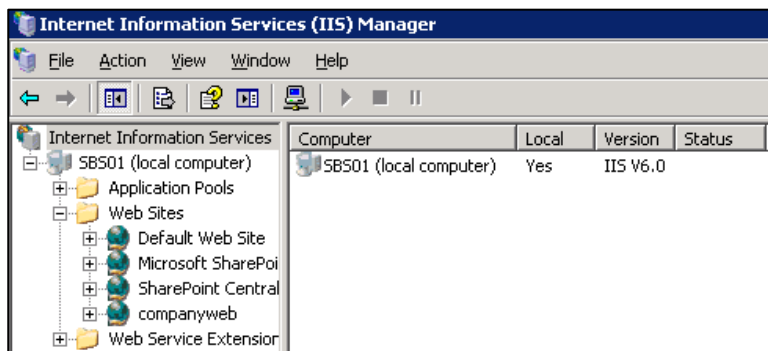 Internet Information Services (IIS) Manager
File Action View Window Help
Internet Information Services
Computer Local Version Status
SBS01 (local computer)
SBS01 (local computer) Yes IIS V6.0
Application Pools
Web Sites
Default Web Site
Microsoft SharePoi
SharePoint Central
companyweb
Web Service Extension